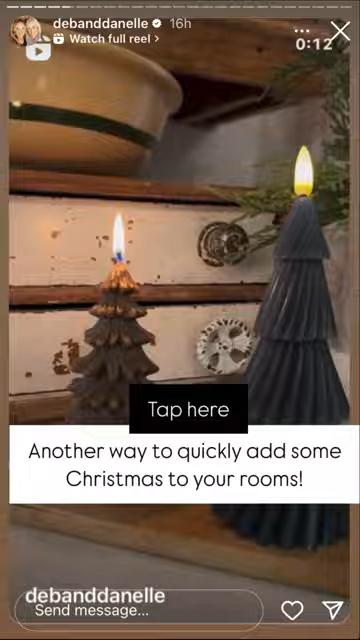 debanddanelle 16h
Watch full reel >
0:12
Tap here
Another way to quickly add some
Christmas to your rooms!
debanddanelle
Send message...